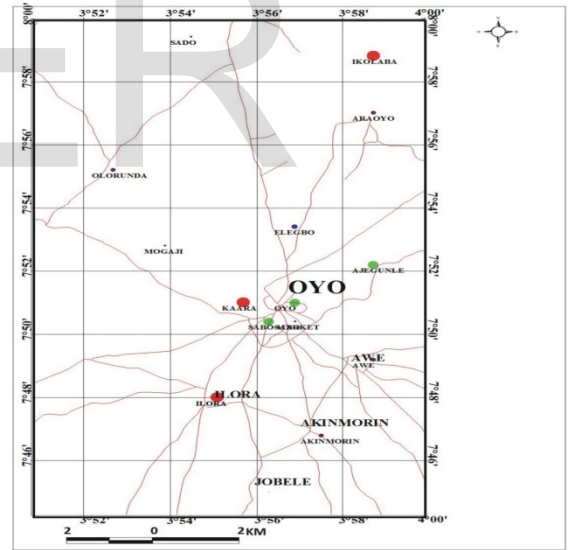 3°52' 3°54' 3°56' 3°58' 4°00'
8°00' 8°00'
SADO
IKOLABA
7°58' 7°58'
ARAOYO
7°56' 7°56'
OLORUNDA
7°54' 7°54'
ELEGBO
MOGAJI
7°52' 7°52'
AJEGUNLE
OYO
KAARA OYO
7°50' 7°50'
AWE
AWE
7°48' 7°48'
ILORA
ILORA
AKINMORIN
AKINMORIN
7°46' 7°46'
JOBELE
3°52' 3°54' 3°56' 3°58' 4°00'
2 0 2KM
ER